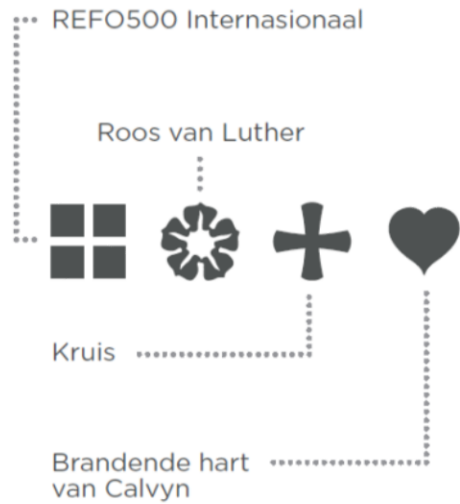 REFO500 Internasionaal
Roos van Luther
Kruis
Brandende hart
van Calvyn